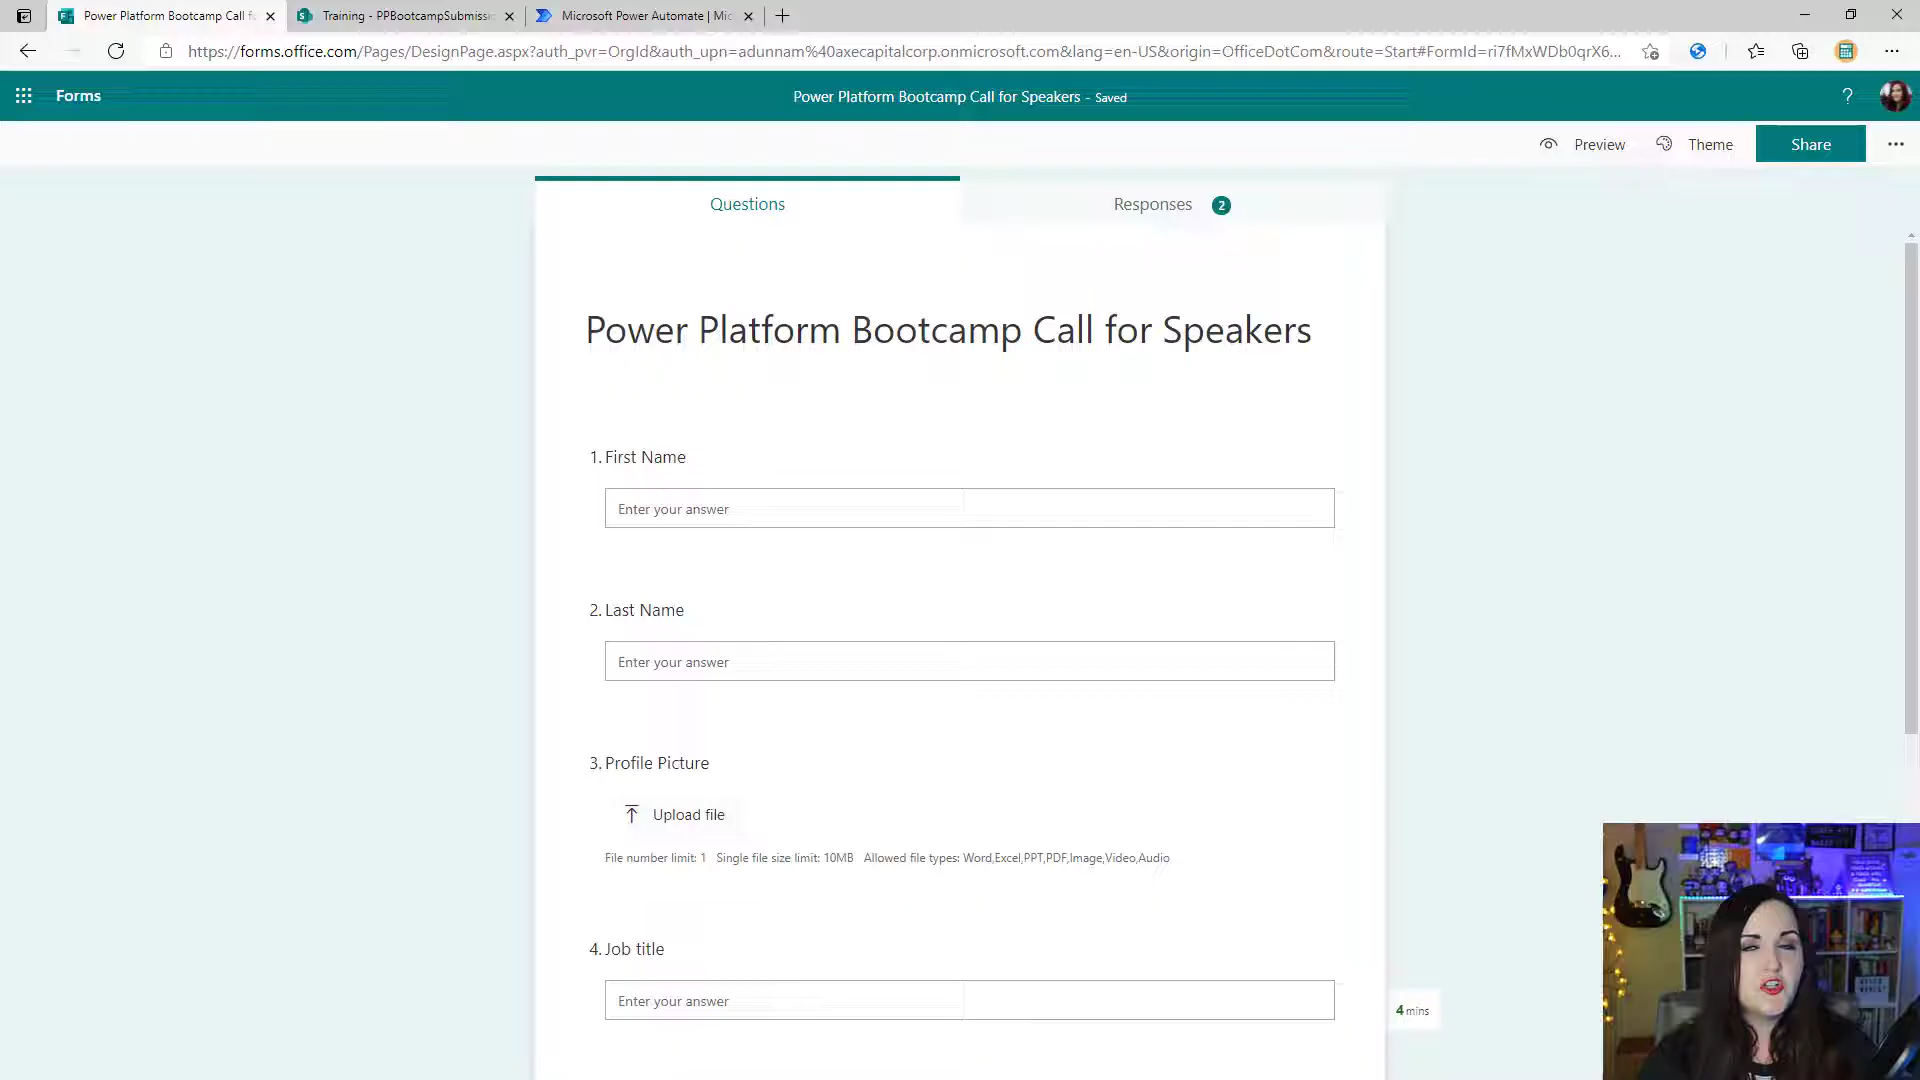 Power Platform Bootcamp Call f
Training - PPBootcampSubmissi
Microsoft Power Automate | Mic
https://forms.office.com/Pages/DesignPage.aspx?auth_pvr=OrgId&auth_upn=adunnam%40axecapitalcorp.onmicrosoft.com&lang=en-US&origin=OfficeDotCom&route=Start#FormId=ri7fMxWDb0qrX6...
Forms
Power Platform Bootcamp Call for Speakers - Saved
?
Preview
Theme
Share
Questions
Responses 2
Power Platform Bootcamp Call for Speakers
1. First Name
Enter your answer
2. Last Name
Enter your answer
3. Profile Picture
Upload file
File number limit: 1 Single file size limit: 10MB Allowed file types: Word,Excel,PPT,PDF,Image,Video,Audio
4. Job title
Enter your answer
4 mins